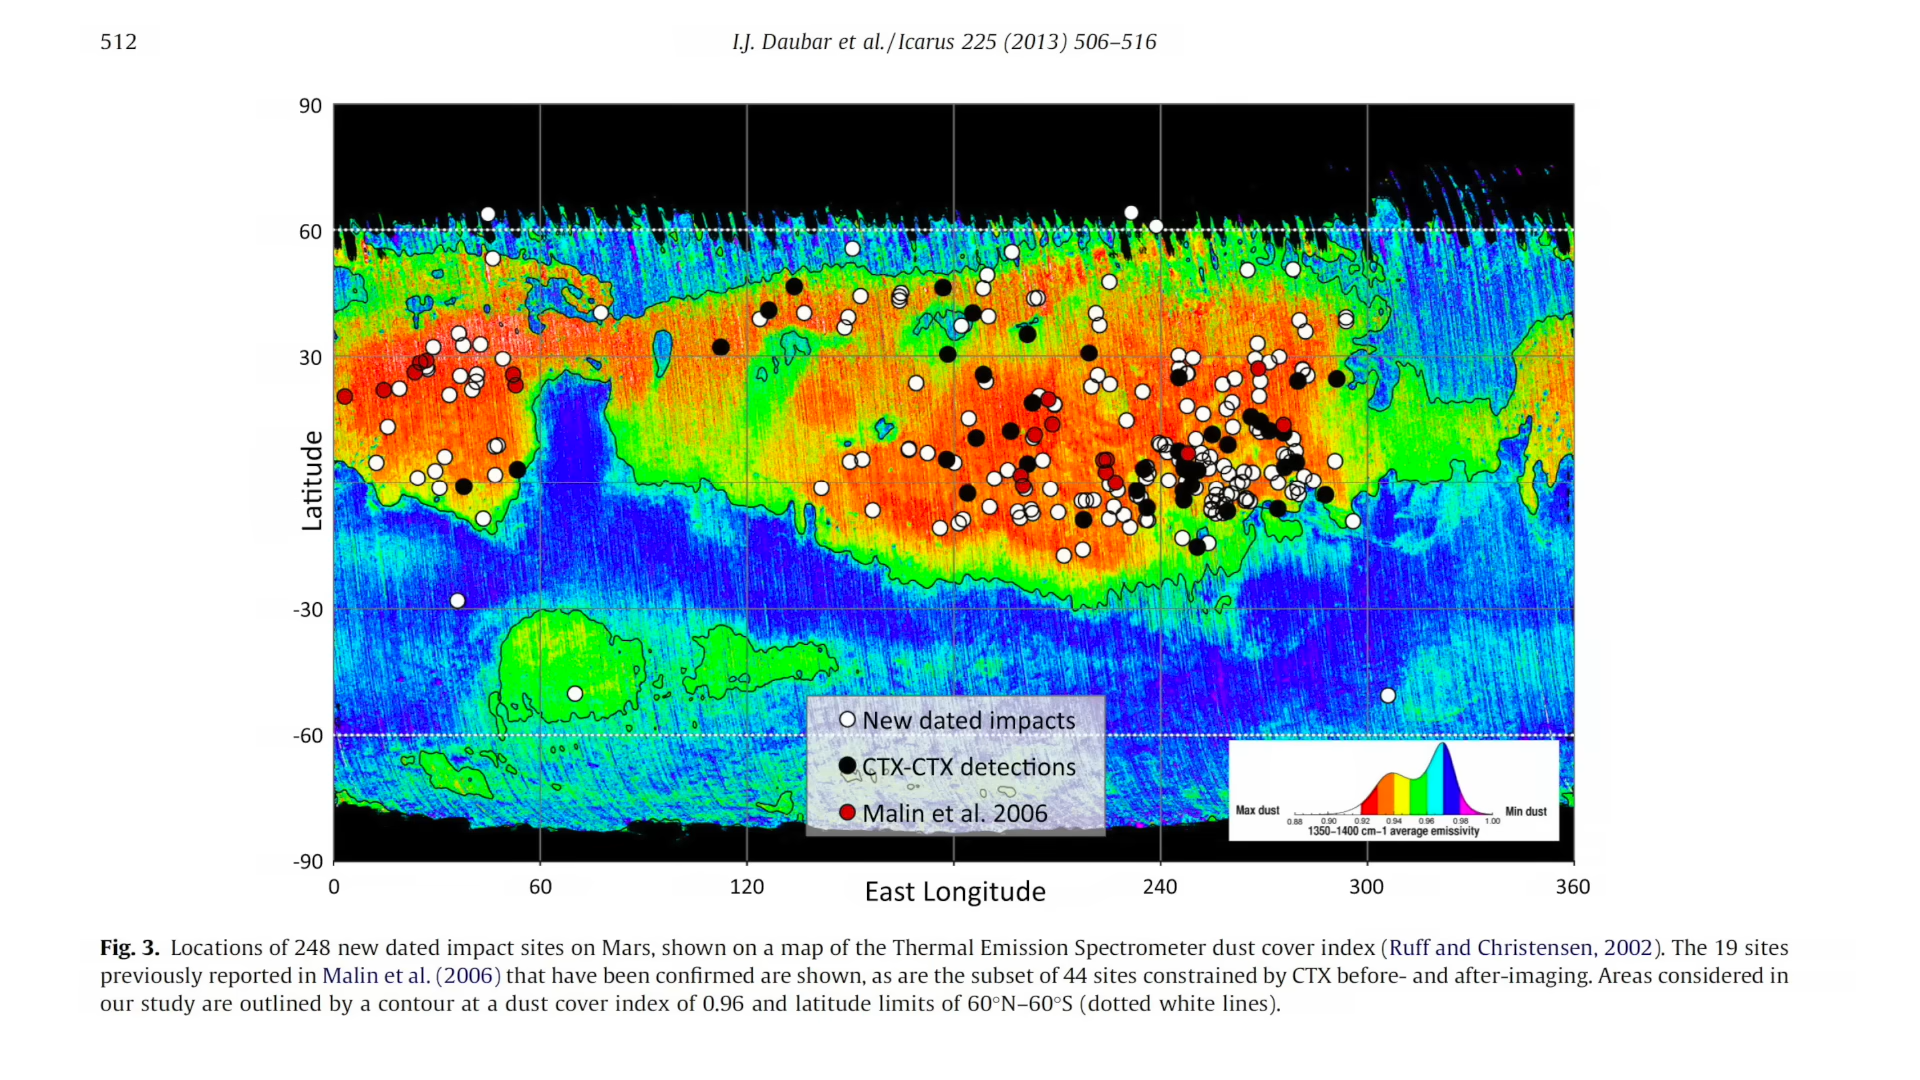 512
I.J. Daubar et al./Icarus 225 (2013) 506–516
90
60
30
Latitude
-30
-60
-90
New dated impacts
CTX-CTX detections
Malin et al. 2006
Max dust
Min dust
0.88 0.90 0.92 0.94 0.96 0.98 1.00
1350–1400 cm–1 average emissivity
0 60 120 East Longitude 240 300 360
Fig. 3. Locations of 248 new dated impact sites on Mars, shown on a map of the Thermal Emission Spectrometer dust cover index (Ruff and Christensen, 2002). The 19 sites
previously reported in Malin et al. (2006) that have been confirmed are shown, as are the subset of 44 sites constrained by CTX before- and after-imaging. Areas considered in
our study are outlined by a contour at a dust cover index of 0.96 and latitude limits of 60°N–60°S (dotted white lines).